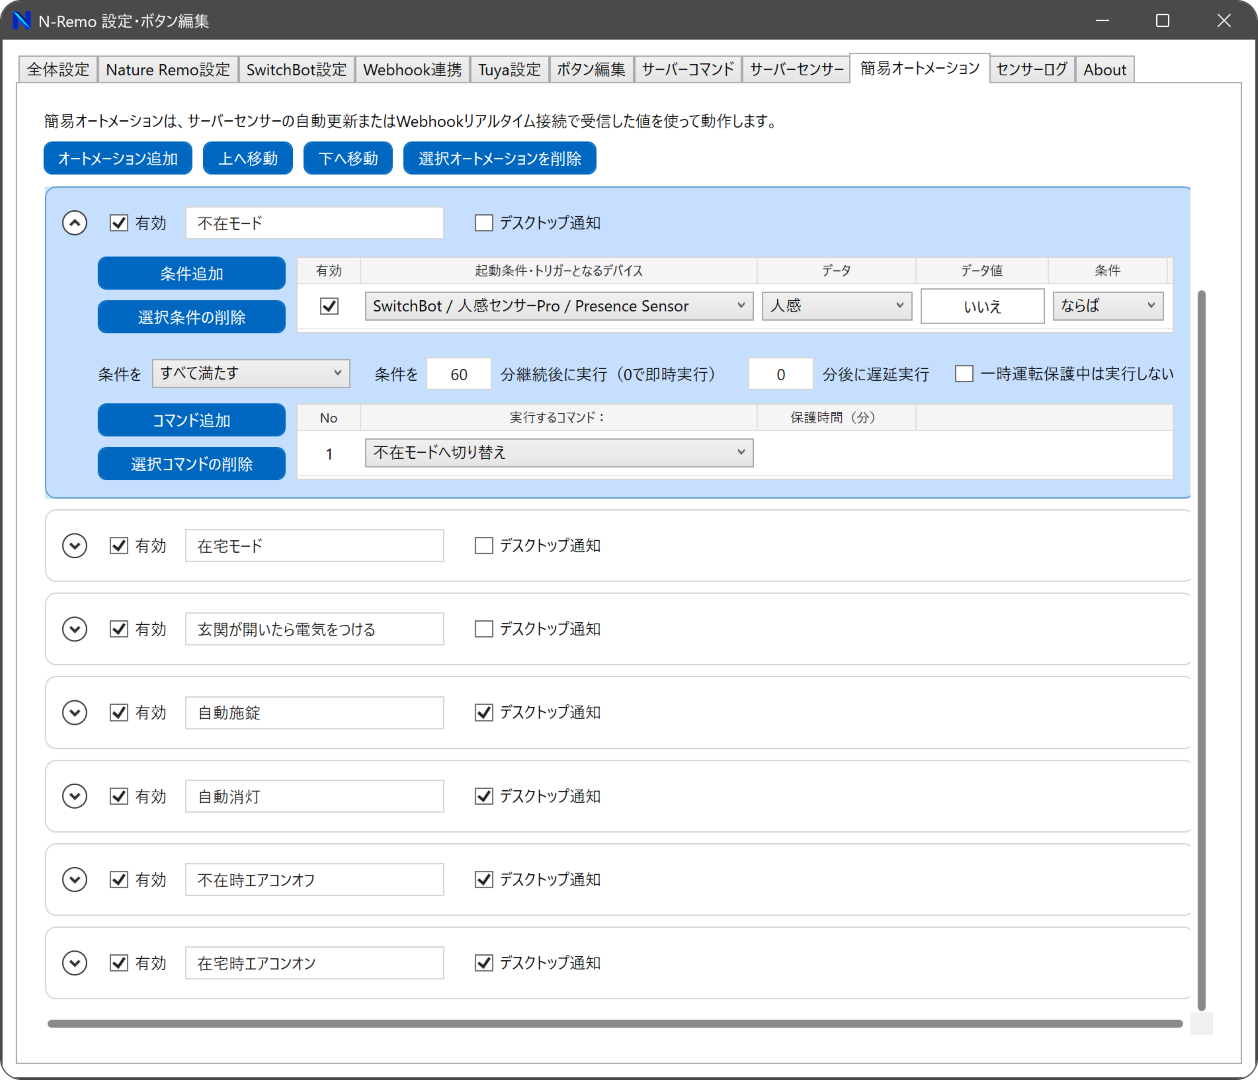 N-Remo 設定・ボタン編集
全体設定 Nature Remo設定 SwitchBot設定 Webhook連携 Tuya設定 ボタン編集 サーバーコマンド サーバーセンサー 簡易オートメーション センサーログ About
簡易オートメーションは、サーバーセンサーの自動更新またはWebhookリアルタイム接続で受信した値を使って動作します。
オートメーション追加 上へ移動 下へ移動 選択オートメーションを削除
有効 不在モード デスクトップ通知
条件追加 有効 起動条件・トリガーとなるデバイス データ データ値 条件
SwitchBot / 人感センサーPro / Presence Sensor 人感 いいえ ならば
選択条件の削除
条件を すべて満たす 条件を 60 分継続後に実行（0で即時実行） 0 分後に遅延実行 一時運転保護中は実行しない
コマンド追加 No 実行するコマンド： 保護時間（分）
1 不在モードへ切り替え
選択コマンドの削除
有効 在宅モード デスクトップ通知
有効 玄関が開いたら電気をつける デスクトップ通知
有効 自動施錠 デスクトップ通知
有効 自動消灯 デスクトップ通知
有効 不在時エアコンオフ デスクトップ通知
有効 在宅時エアコンオン デスクトップ通知